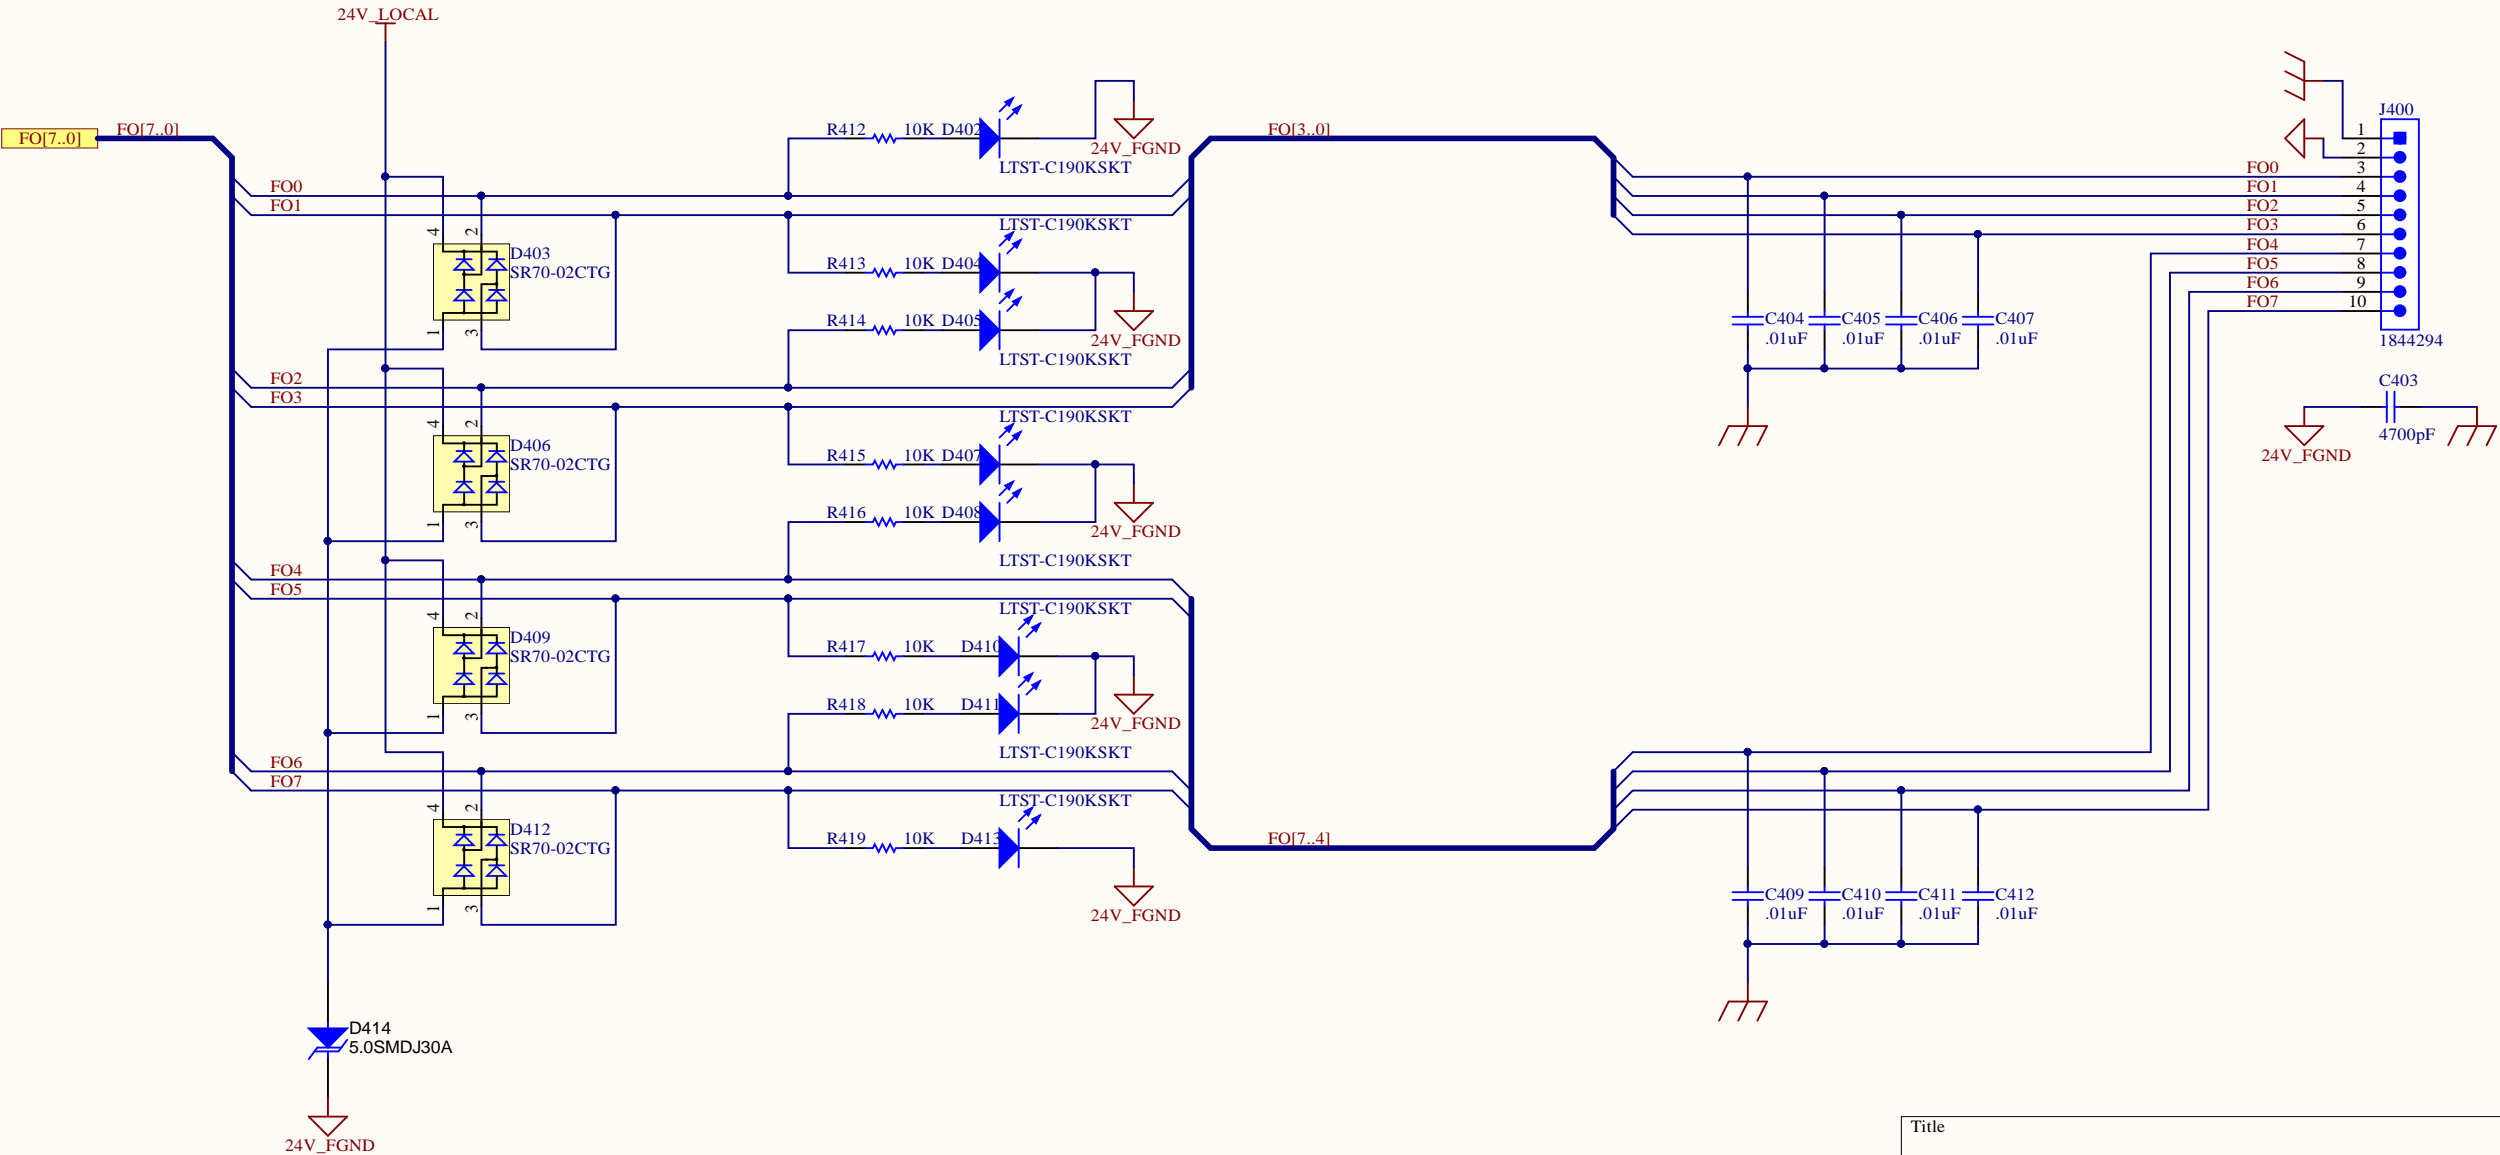 24V_LOCAL
FO[7..0]
FO[7..0]
R412 10K D402
24V_FGND
LTST-C190KSKT
FO0
FO1
4
2
D403
SR70-02CTG
1
3
LTST-C190KSKT
R413 10K D404
R414 10K D405
24V_FGND
LTST-C190KSKT
FO2
FO3
4
2
D406
SR70-02CTG
1
3
LTST-C190KSKT
R415 10K D407
R416 10K D408
24V_FGND
LTST-C190KSKT
FO4
FO5
4
2
D409
SR70-02CTG
1
3
LTST-C190KSKT
R417 10K D410
R418 10K D411
24V_FGND
LTST-C190KSKT
FO6
FO7
4
2
D412
SR70-02CTG
1
3
LTST-C190KSKT
R419 10K D413
24V_FGND
D414
5.0SMDJ30A
24V_FGND
FO[3..0]
FO[7..4]
J400
1
2
FO0 3
FO1 4
FO2 5
FO3 6
FO4 7
FO5 8
FO6 9
FO7 10
1844294
C404 C405 C406 C407
.01uF .01uF .01uF .01uF
C403
4700pF
24V_FGND
C409 C410 C411 C412
.01uF .01uF .01uF .01uF
Title